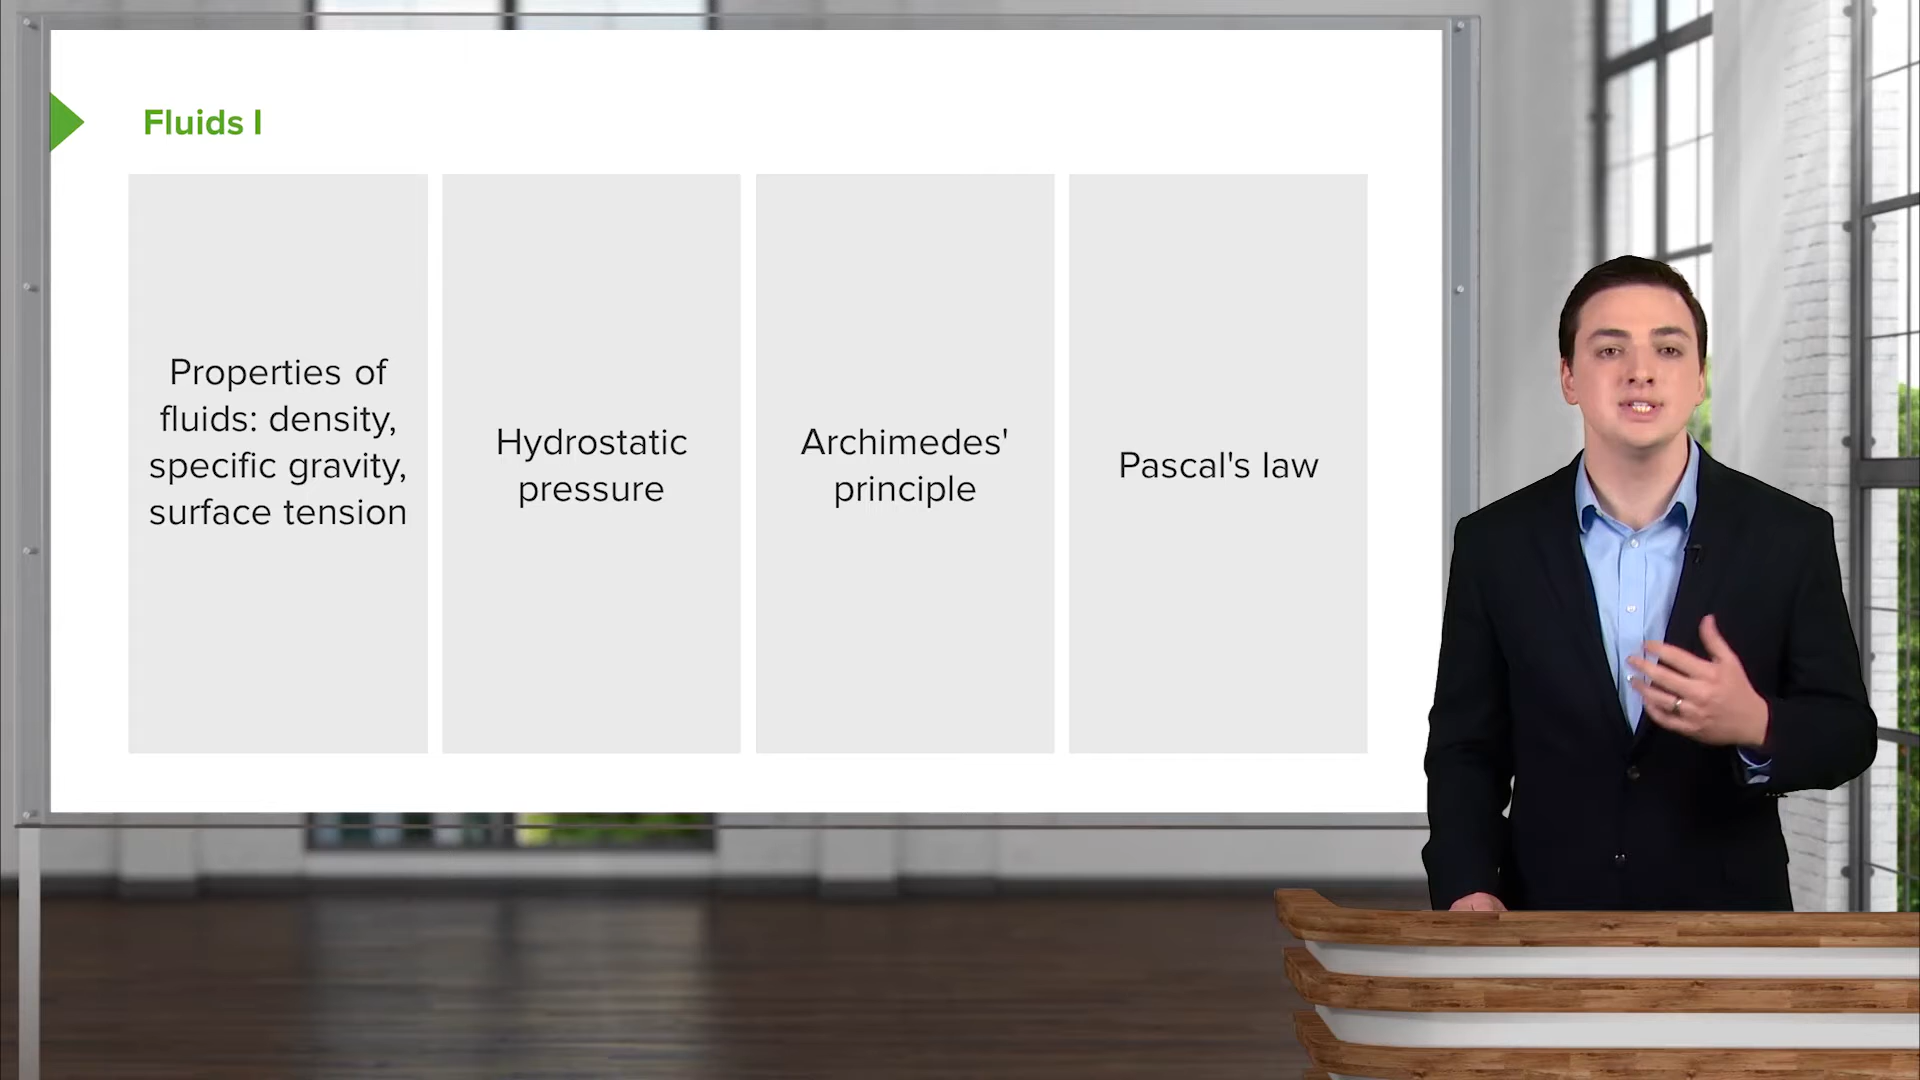 Fluids I
Properties of
fluids: density,
specific gravity,
surface tension
Hydrostatic
pressure
Archimedes'
principle
Pascal's law